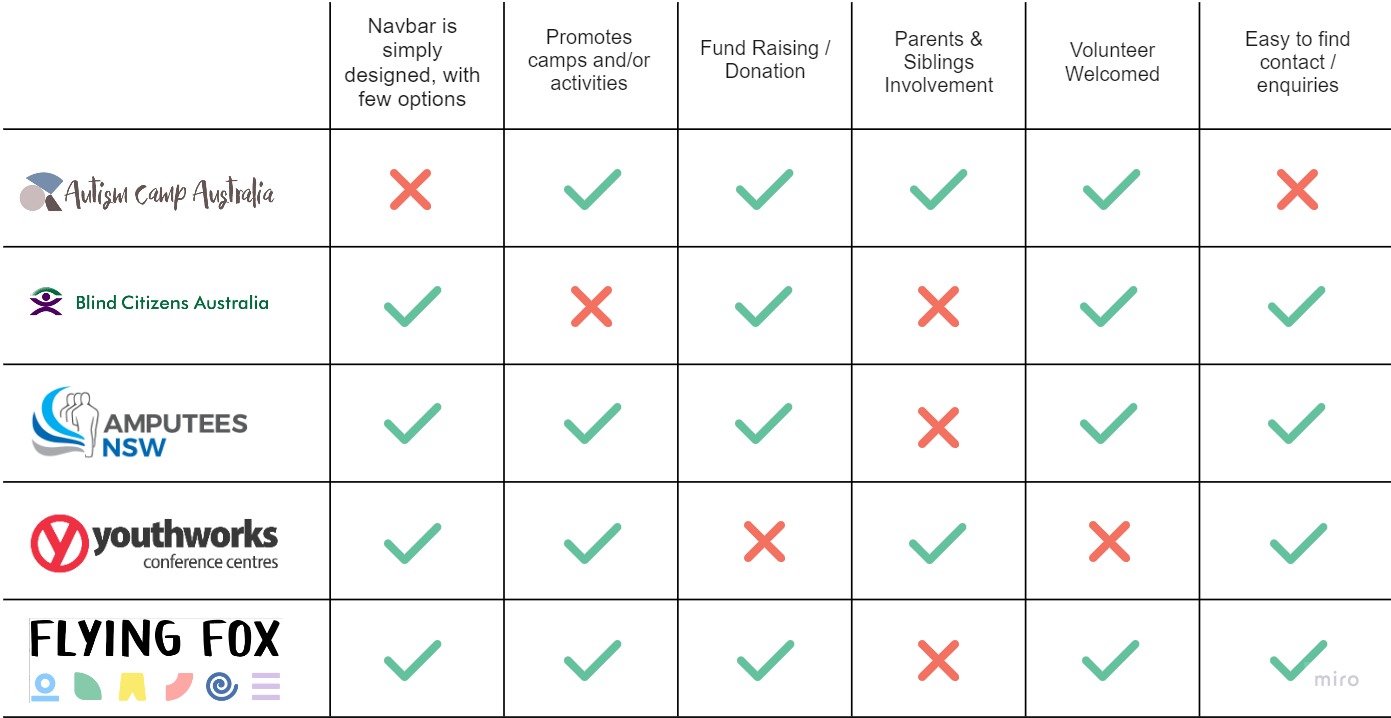 Navbar is
simply
designed, with
few options
Promotes
camps and/or
activities
Fund Raising /
Donation
Parents &
Siblings
Involvement
Volunteer
Welcomed
Easy to find
contact /
enquiries
Autism Camp Australia
Blind Citizens Australia
AMPUTEES
NSW
youthworks
conference centres
FLYING FOX
miro